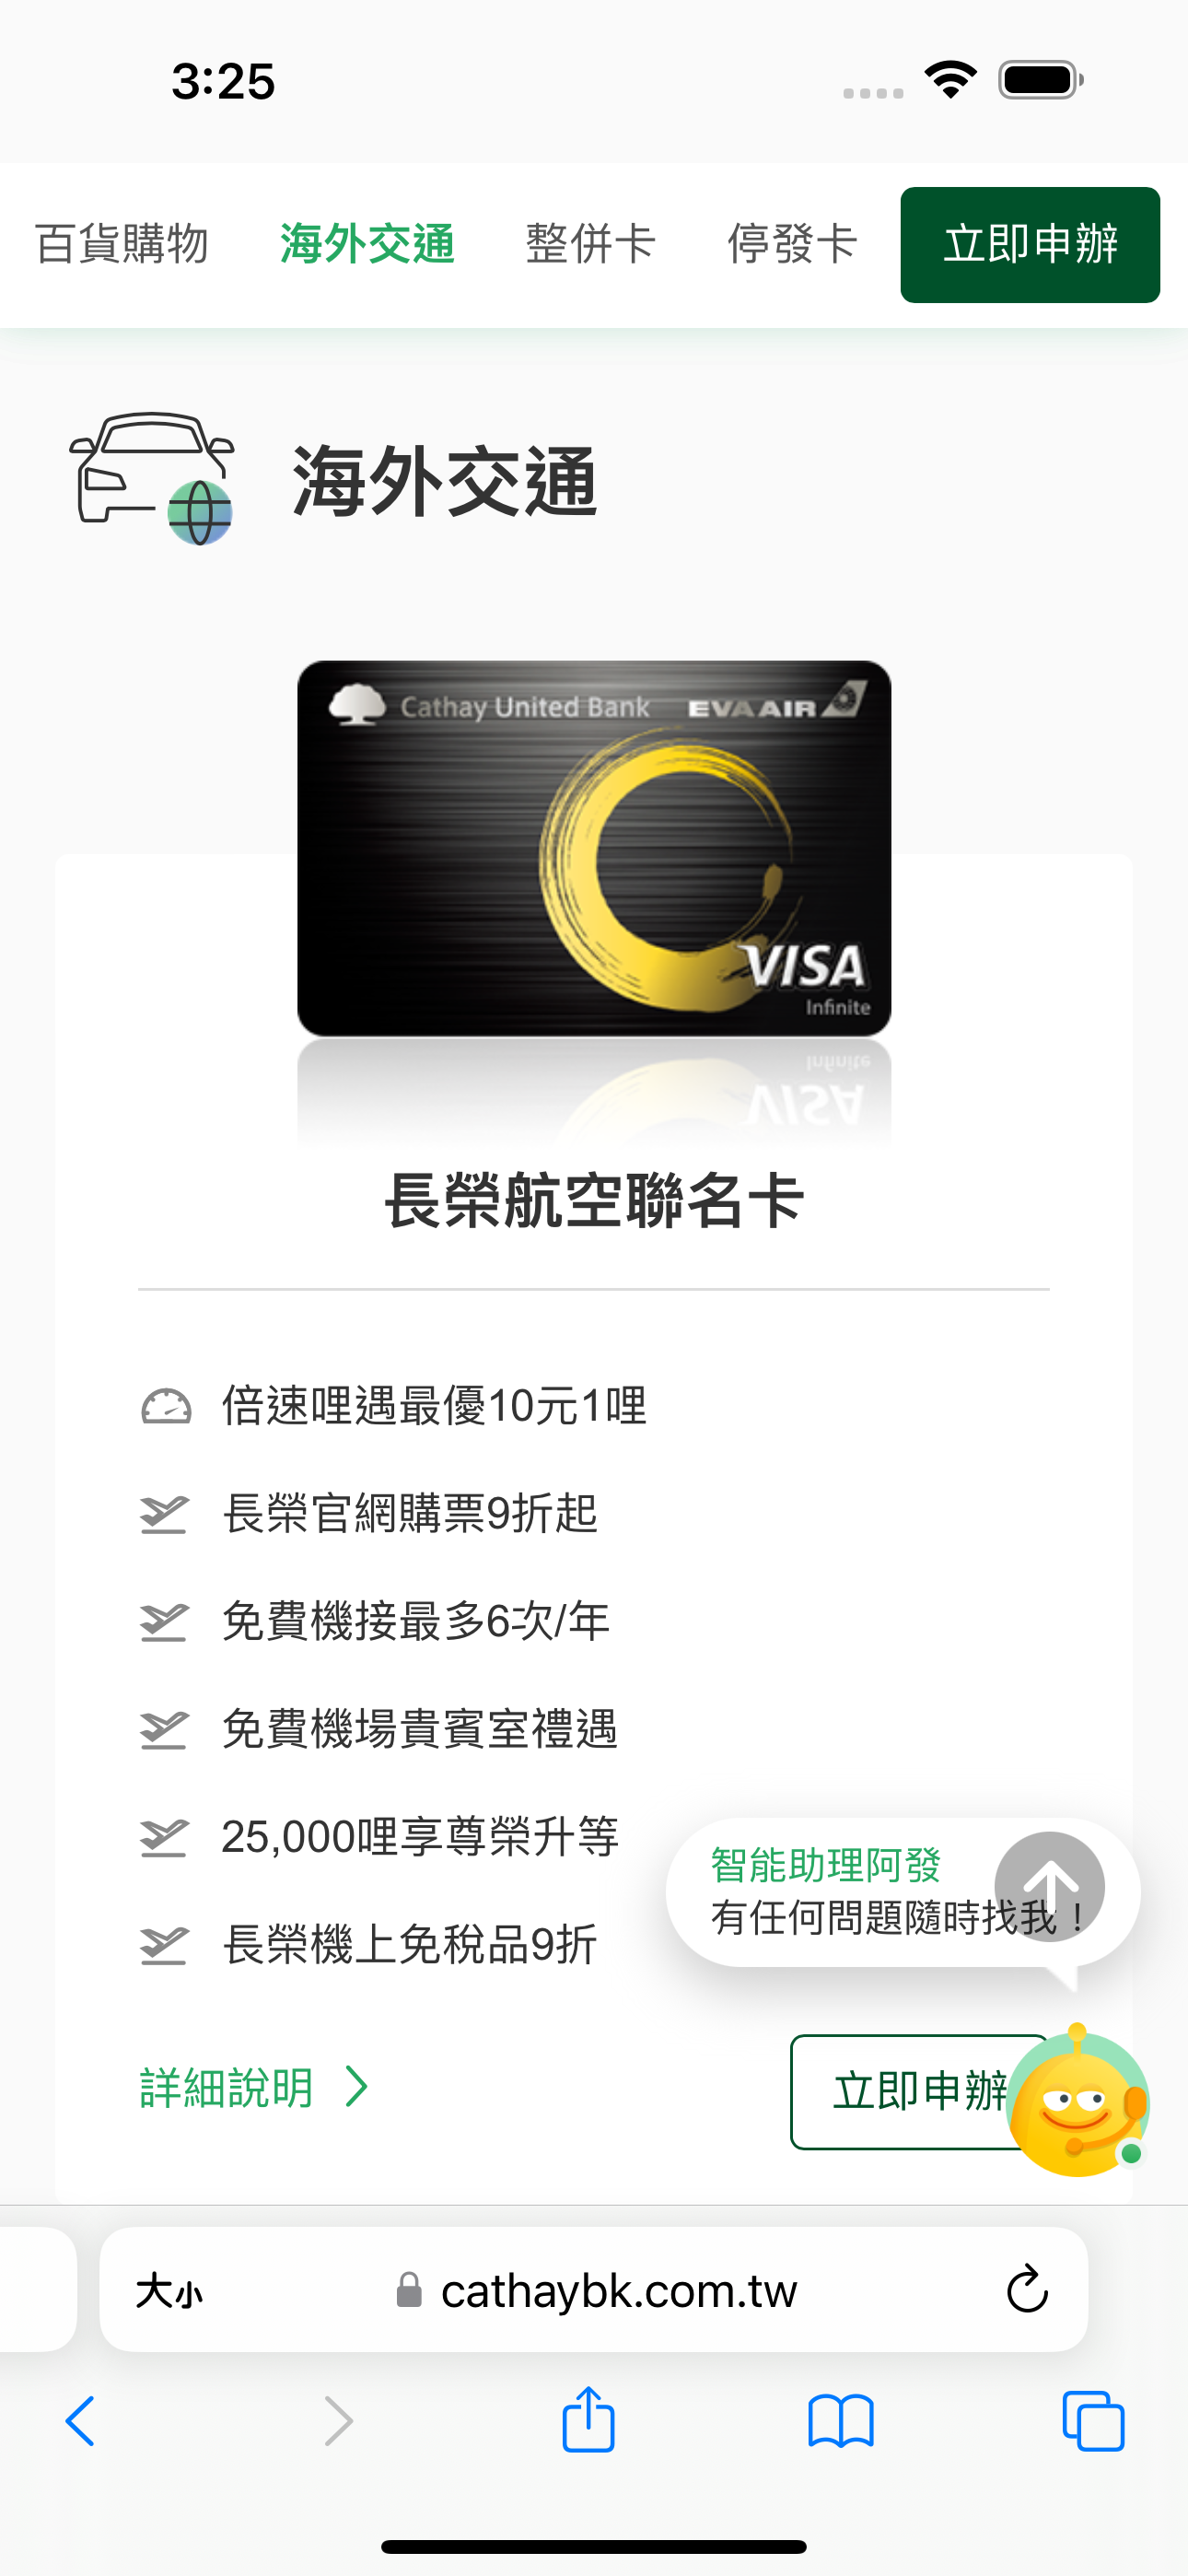 3:25
百貨購物 海外交通 整併卡 停發卡 立即申辦
海外交通
Cathay United Bank EVA AIR
VISA
Infinite
長榮航空聯名卡
倍速哩遇最優10元1哩
長榮官網購票9折起
免費機接最多6次/年
免費機場貴賓室禮遇
25,000哩享尊榮升等
長榮機上免稅品9折
智能助理阿發
有任何問題隨時找我！
詳細說明
立即申辦
大小 cathaybk.com.tw